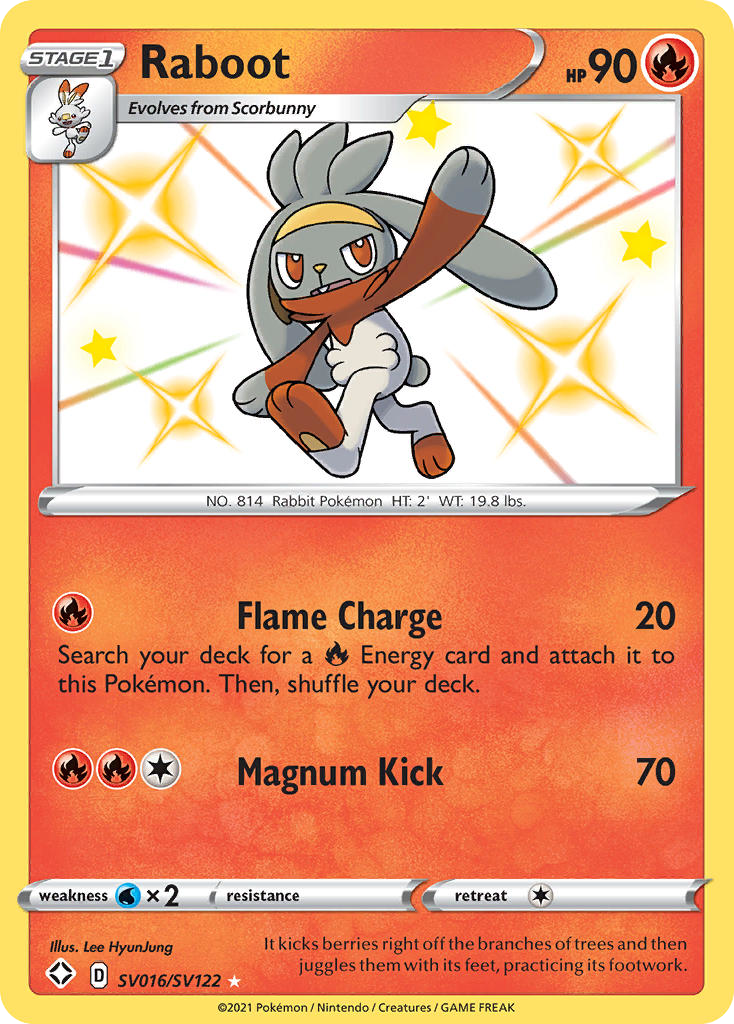 STAGE1
Raboot
HP 90
Evolves from Scorbunny
NO. 814 Rabbit Pokémon HT: 2' WT: 19.8 lbs.
Flame Charge 20
Search your deck for a Energy card and attach it to
this Pokémon. Then, shuffle your deck.
Magnum Kick 70
weakness ×2 resistance retreat
Illus. Lee HyunJung
It kicks berries right off the branches of trees and then
juggles them with its feet, practicing its footwork.
D SV016/SV122 ★
©2021 Pokémon / Nintendo / Creatures / GAME FREAK